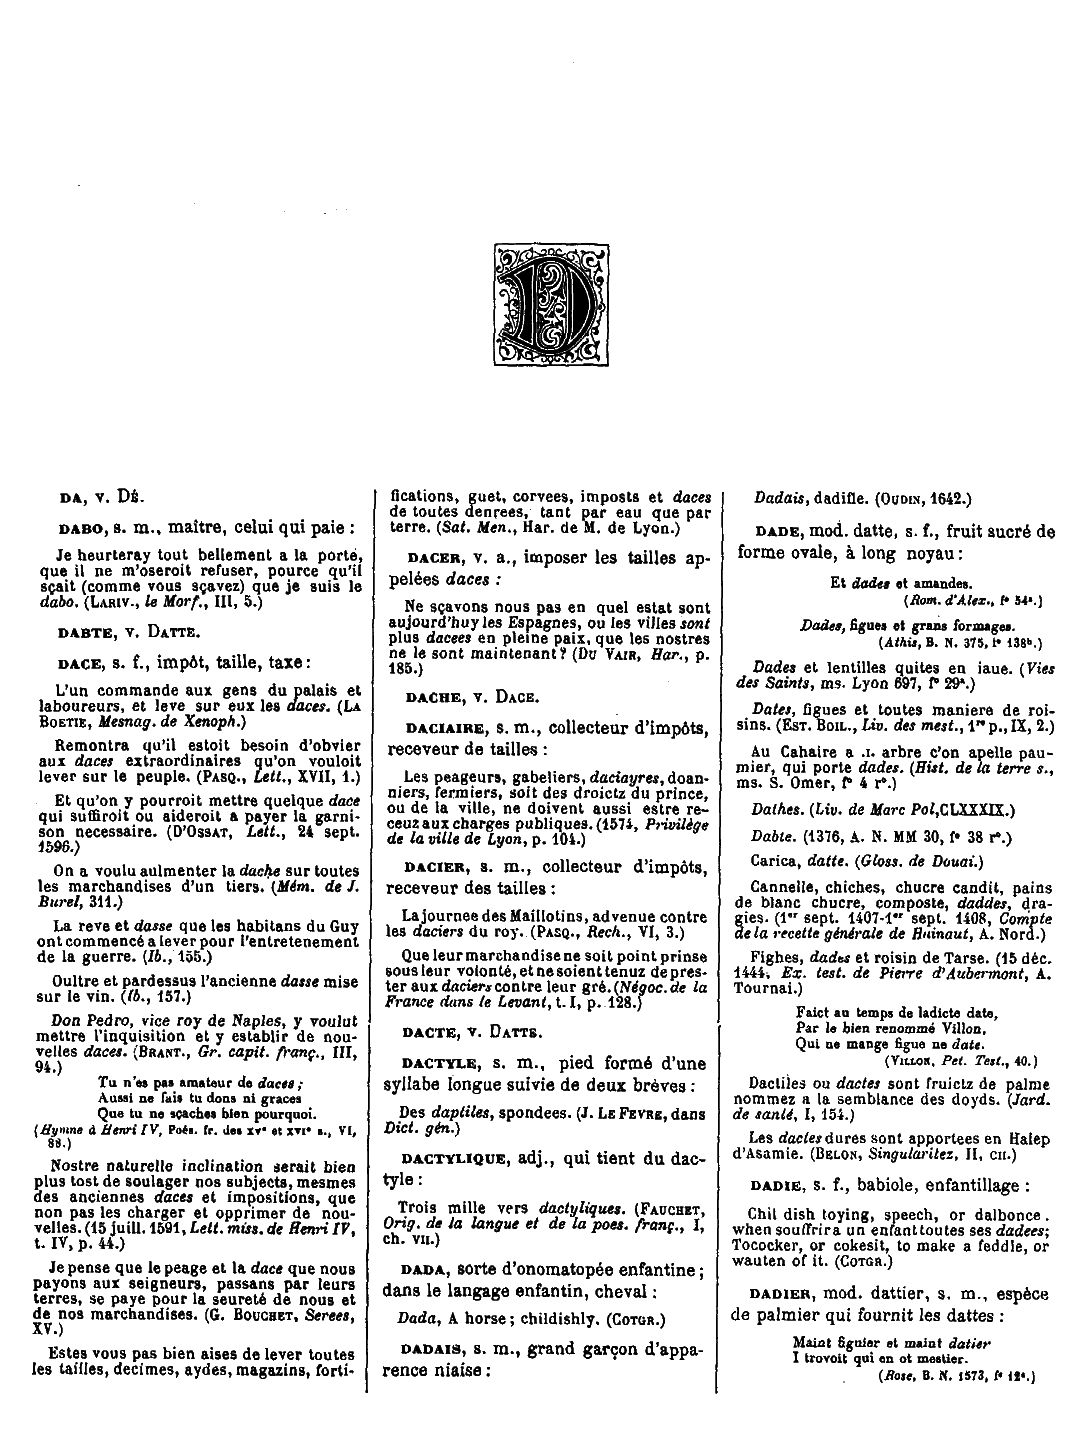 D
DA, v. Dé.
DABO, s. m., maître, celui qui paie :
Je heurteray tout bellement a la porte,
que il ne m'oseroit refuser, pource qu'il
sçait (comme vous sçavez) que je suis le
dabo. (LARIV., le Morf., III, 5.)
DABTE, v. DATTE.
DACE, s. f., impôt, taille, taxe :
L'un commande aux gens du palais et
laboureurs, et leve sur eux les daces. (LA
BOETIE, Mesnag. de Xenoph.)
Remontra qu'il estoit besoin d'obvier
aux daces extraordinaires qu'on vouloit
lever sur le peuple. (PASQ., Lett., XVII, 1.)
Et qu'on y pourroit mettre quelque dace
qui suffiroit ou aideroit a payer la garni-
son necessaire. (D'OSSAT, Lett., 24 sept.
1596.)
On a voulu aulmenter la dache sur toutes
les marchandises d'un tiers. (Mém. de J.
Burel, 311.)
La reve et dasse que les habitans du Guy
ont commencé a lever pour l'entretenement
de la guerre. (Ib., 155.)
Oultre et pardessus l'ancienne dasse mise
sur le vin. (Ib., 157.)
Don Pedro, vice roy de Naples, y voulut
mettre l'inquisition et y establir de nou-
velles daces. (BRANT., Gr. capit. franç., III,
94.)
Tu n'es pas amateur de daces ;
Aussi ne fais tu dons ni graces
Que tu ne sçaches bien pourquoi.
(Hymne à Henri IV, Poés. fr. des XVe et XVIe s., VI,
88.)
Nostre naturelle inclination serait bien
plus tost de soulager nos subjects, mesmes
des anciennes daces et impositions, que
non pas les charger et opprimer de nou-
velles. (15 juill. 1591, Lett. miss. de Henri IV,
t. IV, p. 44.)
Je pense que le peage et la dace que nous
payons aux seigneurs, passans par leurs
terres, se paye pour la seureté de nous et
de nos marchandises. (G. BOUCHET, Serees,
XV.)
Estes vous pas bien aises de lever toutes
les tailles, decimes, aydes, magazins, forti-
fications, guet, corvees, imposts et daces
de toutes denrees, tant par eau que par
terre. (Sat. Men., Har. de M. de Lyon.)
DACER, v. a., imposer les tailles ap-
pelées daces :
Ne sçavons nous pas en quel estat sont
aujourd'huy les Espagnes, ou les villes sont
plus dacees en pleine paix, que les nostres
ne le sont maintenant ? (DU VAIR, Har., p.
185.)
DACHE, v. DACE.
DACIAIRE, s. m., collecteur d'impôts,
receveur de tailles :
Les peageurs, gabeliers, daciayres, doan-
niers, fermiers, soit des droictz du prince,
ou de la ville, ne doivent aussi estre re-
ceuz aux charges publiques. (1574, Privilège
de la ville de Lyon, p. 104.)
DACIER, s. m., collecteur d'impôts,
receveur des tailles :
La journee des Maillotins, advenue contre
les daciers du roy. (PASQ., Rech., VI, 3.)
Que leur marchandise ne soit point prinse
sous leur volonté, et ne soient tenuz de pres-
ter aux daciers contre leur gré. (Négoc. de la
France dans le Levant, t. I, p. 128.)
DACTE, v. DATTS.
DACTYLE, s. m., pied formé d'une
syllabe longue suivie de deux brèves :
Des daptiles, spondees. (J. LE FEVRE, dans
Dict. gén.)
DACTYLIQUE, adj., qui tient du dac-
tyle :
Trois mille vers dactyliques. (FAUCHET,
Orig. de la langue et de la poes. franç., I,
ch. VII.)
DADA, sorte d'onomatopée enfantine ;
dans le langage enfantin, cheval :
Dada, A horse ; childishly. (COTGR.)
DADAIS, s. m., grand garçon d'appa-
rence niaise :
Dadais, dadifle. (OUDIN, 1642.)
DADE, mod. datte, s. f., fruit sucré de
forme ovale, à long noyau :
Et dades et amandes.
(Rom. d'Alex., fº 54ª.)
Dades, figues et grans formages.
(Athis, B. N. 375, fº 138ᵇ.)
Dades et lentilles quites en iaue. (Vies
des Saints, ms. Lyon 697, fº 29ª.)
Dates, figues et toutes maniere de roi-
sins. (EST. BOIL., Liv. des mest., 1re p., IX, 2.)
Au Cahaire a .I. arbre c'on apelle pau-
mier, qui porte dades. (Hist. de la terre s.,
ms. S. Omer, fº 4 rº.)
Dathes. (Liv. de Marc Pol, CLXXXIX.)
Dabte. (1376, A. N. MM 30, fº 38 rº.)
Carica, datte. (Gloss. de Douai.)
Cannelle, chiches, chucre candit, pains
de blanc chucre, composte, daddes, dra-
gies. (1er sept. 1407-1er sept. 1408, Compte
de la recette générale de Hainaut, A. Nord.)
Fighes, dades et roisin de Tarse. (15 déc.
1444, Ex. test. de Pierre d'Aubermont, A.
Tournai.)
Faict au temps de ladicte date,
Par le bien renommé Villon,
Qui ne mange figue ne date.
(VILLON, Pet. Test., 40.)
Dactiles ou dactes sont fruictz de palme
nommez a la semblance des doyds. (Jard.
de santé, I, 154.)
Les dactes dures sont apportees en Halep
d'Asamie. (BELON, Singularitez, II, CII.)
DADIE, s. f., babiole, enfantillage :
Chil dish toying, speech, or dalbonce.
when souffrir a un enfant toutes ses dadees;
Tococker, or cokesit, to make a feddle, or
wauten of it. (COTGR.)
DADIER, mod. dattier, s. m., espèce
de palmier qui fournit les dattes :
Maint figuier et maint datier
I trovoit qui en ot mestier.
(Rose, B. N. 1573, fº 12ª.)